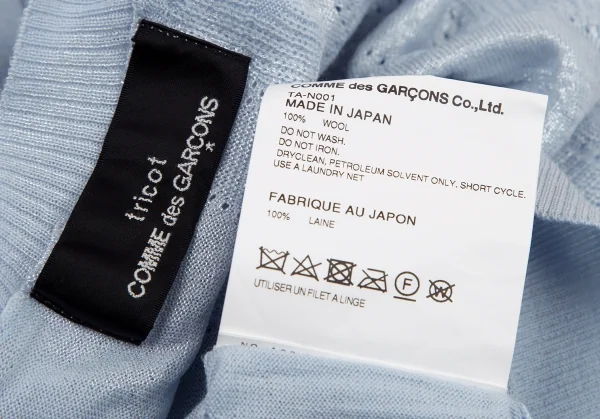 tricot
COMME des GARÇONS
COMME des GARÇONS Co.,Ltd.
TA-N001
MADE IN JAPAN
100% WOOL
DO NOT WASH.
DO NOT IRON.
DRYCLEAN, PETROLEUM SOLVENT ONLY. SHORT CYCLE.
USE A LAUNDRY NET
FABRIQUE AU JAPON
100% LAINE
F W
UTILISER UN FILET A LINGE